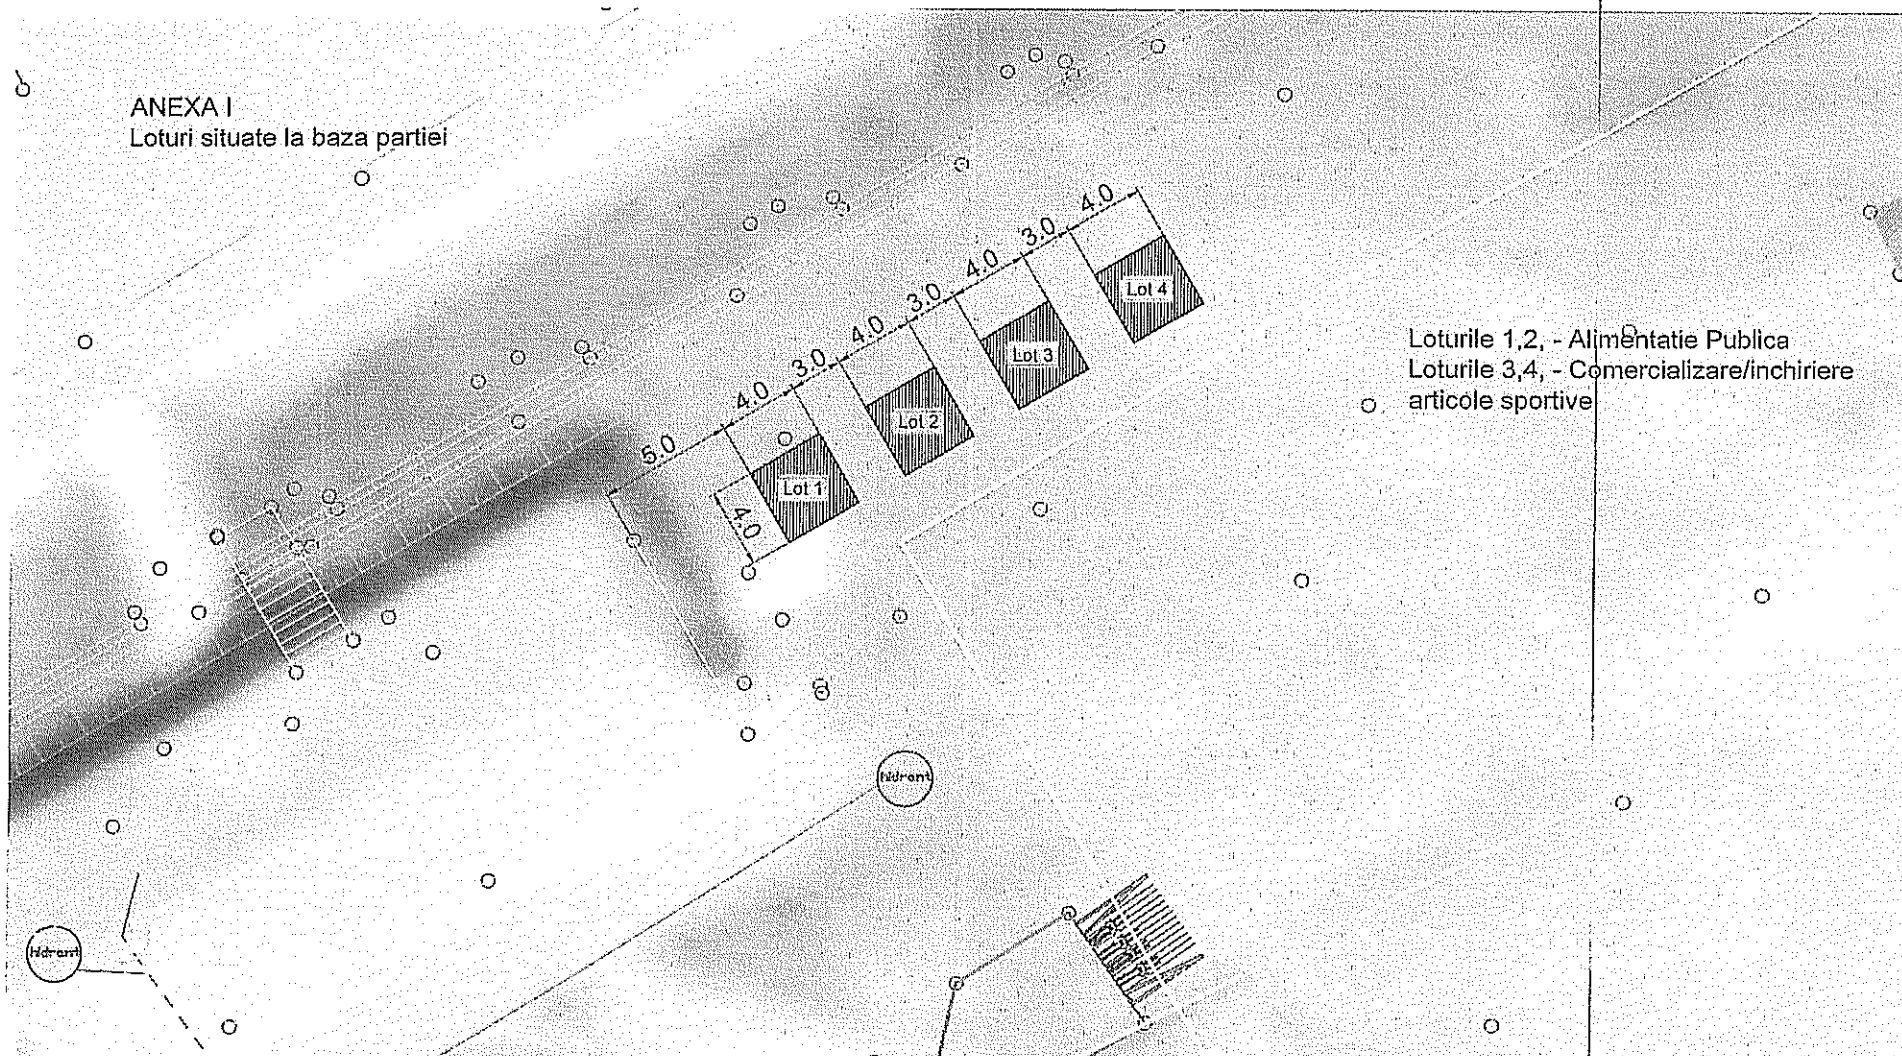 ANEXA I
Loturi situate la baza partiei
4.0
3.0
4.0
3.0
4.0
3.0
4.0
5.0
4.0
Lot 4
Lot 3
Lot 2
Lot 1
Loturile 1,2, - Alimentatie Publica
Loturile 3,4, - Comercializare/inchiriere
articole sportive
hidrant
hidrant